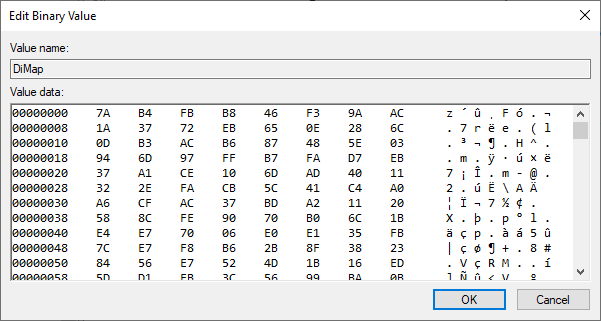 Edit Binary Value
Value name:
DiMap
Value data:
00000000 7A B4 FB B8 46 F3 9A AC z ´ û ¸ F ó . ¬
00000008 1A 37 72 EB 65 0E 28 6C . 7 r ë e . ( l
00000010 0D B3 AC B6 87 48 5E 03 . ³ ¬ ¶ . H ^ .
00000018 94 6D 97 FF B7 FA D7 EB . m . ÿ · ú × ë
00000020 37 A1 CE 10 6D AD 40 11 7 ¡ Î . m - @ .
00000028 32 2E FA CB 5C 41 C4 A0 2 . ú Ë \ A Ä
00000030 A6 CF AC 37 BD A2 11 20 ¦ Ï ¬ 7 ½ ¢ .
00000038 58 8C FE 90 70 B0 6C 1B X . þ . p ° l .
00000040 E4 E7 70 06 E0 E1 35 FB ä ç p . à á 5 û
00000048 7C E7 F8 B6 2B 8F 38 23 | ç ø ¶ + . 8 #
00000050 84 56 E7 52 4D 1B 16 ED . V ç R M . . í
00000058 5D D1 FB 3C 56 99 BA 0B ] Ñ û < V . º .
OK
Cancel